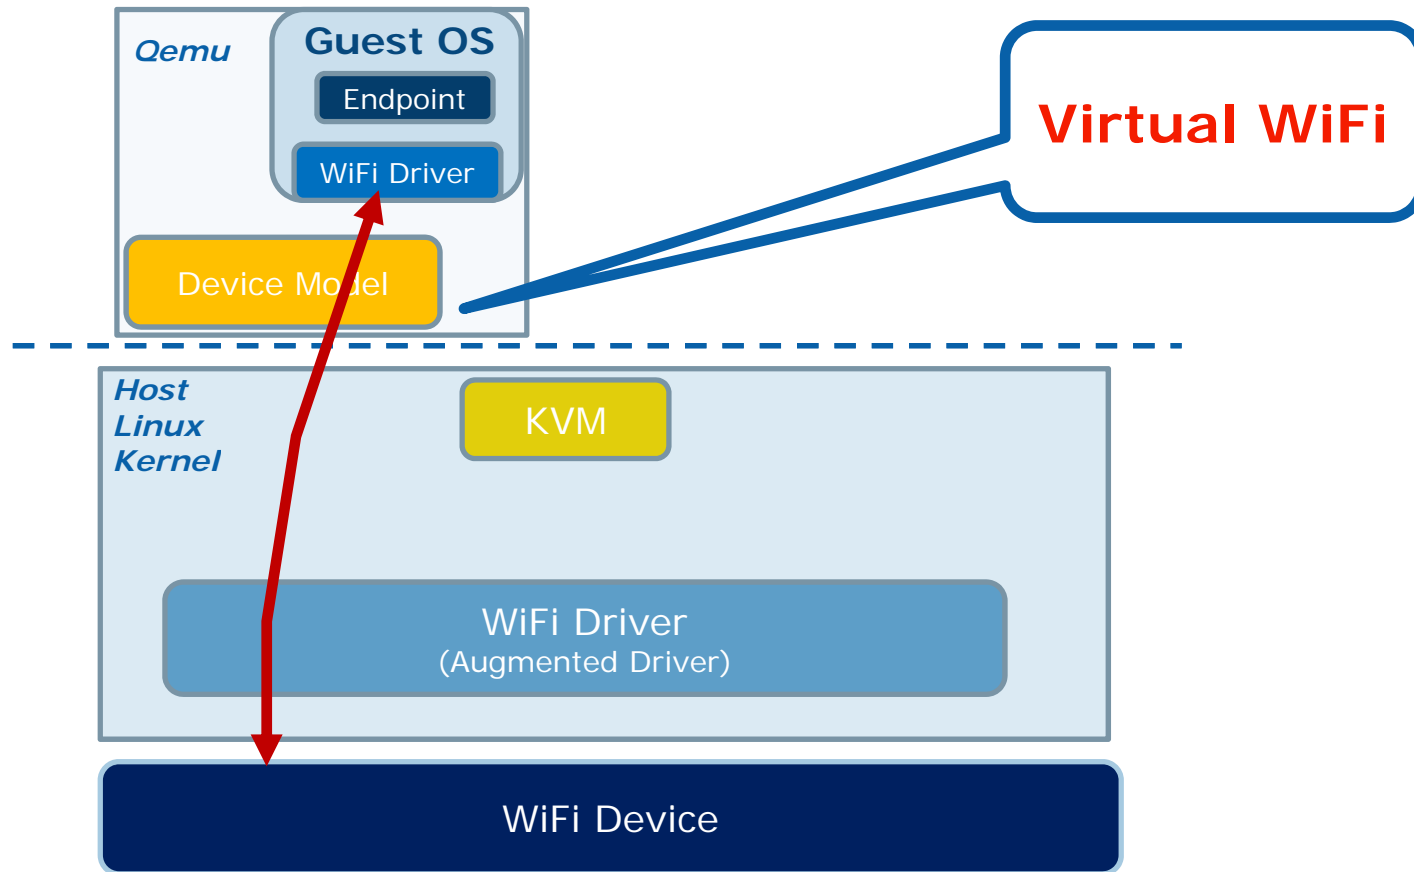 Qemu
Guest OS
Endpoint
WiFi Driver
Device Model
Virtual WiFi
Host
Linux
Kernel
KVM
WiFi Driver
(Augmented Driver)
WiFi Device